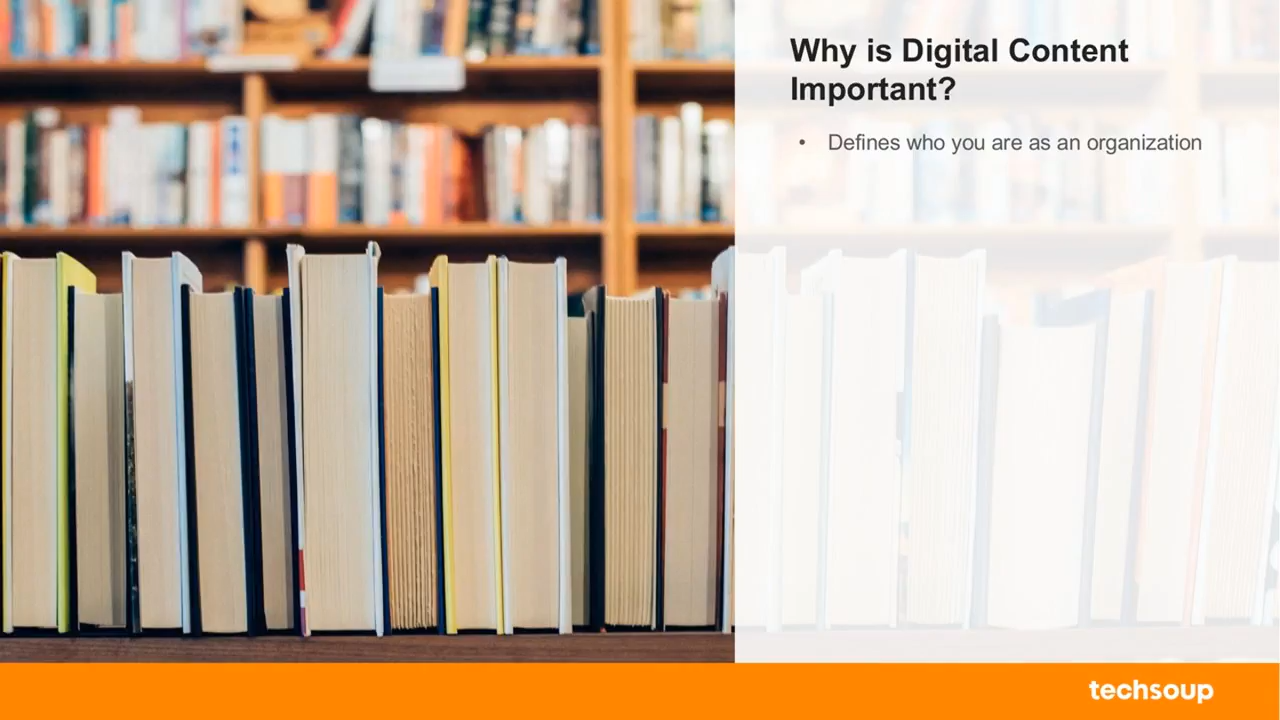 Why is Digital Content
Important?
• Defines who you are as an organization
techsoup